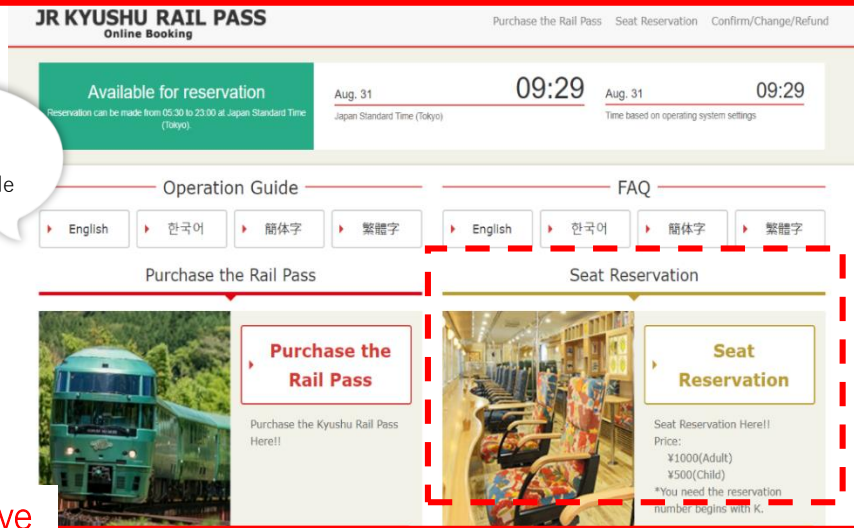 JR KYUSHU RAIL PASS
Online Booking
Purchase the Rail Pass Seat Reservation Confirm/Change/Refund
Available for reservation
Reservation can be made from 05:30 to 23:00 at Japan Standard Time
(Tokyo).
Aug. 31 09:29
Japan Standard Time (Tokyo)
Aug. 31 09:29
Time based on operating system settings
Operation Guide
English 한국어 簡体字 繁體字
FAQ
English 한국어 簡体字 繁體字
Purchase the Rail Pass
Purchase the
Rail Pass
Purchase the Kyushu Rail Pass
Here!!
Seat Reservation
Seat
Reservation
Seat Reservation Here!!
Price:
¥1000(Adult)
¥500(Child)
*You need the reservation
number begins with K.